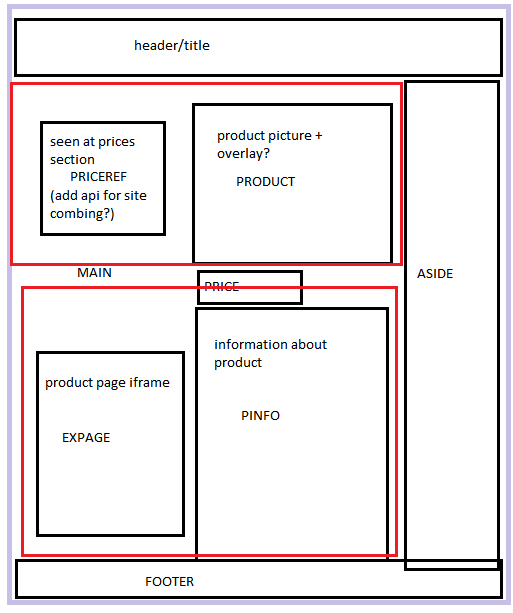 header/title
seen at prices
section
PRICEREF
(add api for site
combing?)
product picture +
overlay?
PRODUCT
MAIN
ASIDE
PRICE
information about
product
PINFO
product page iframe
EXPAGE
FOOTER